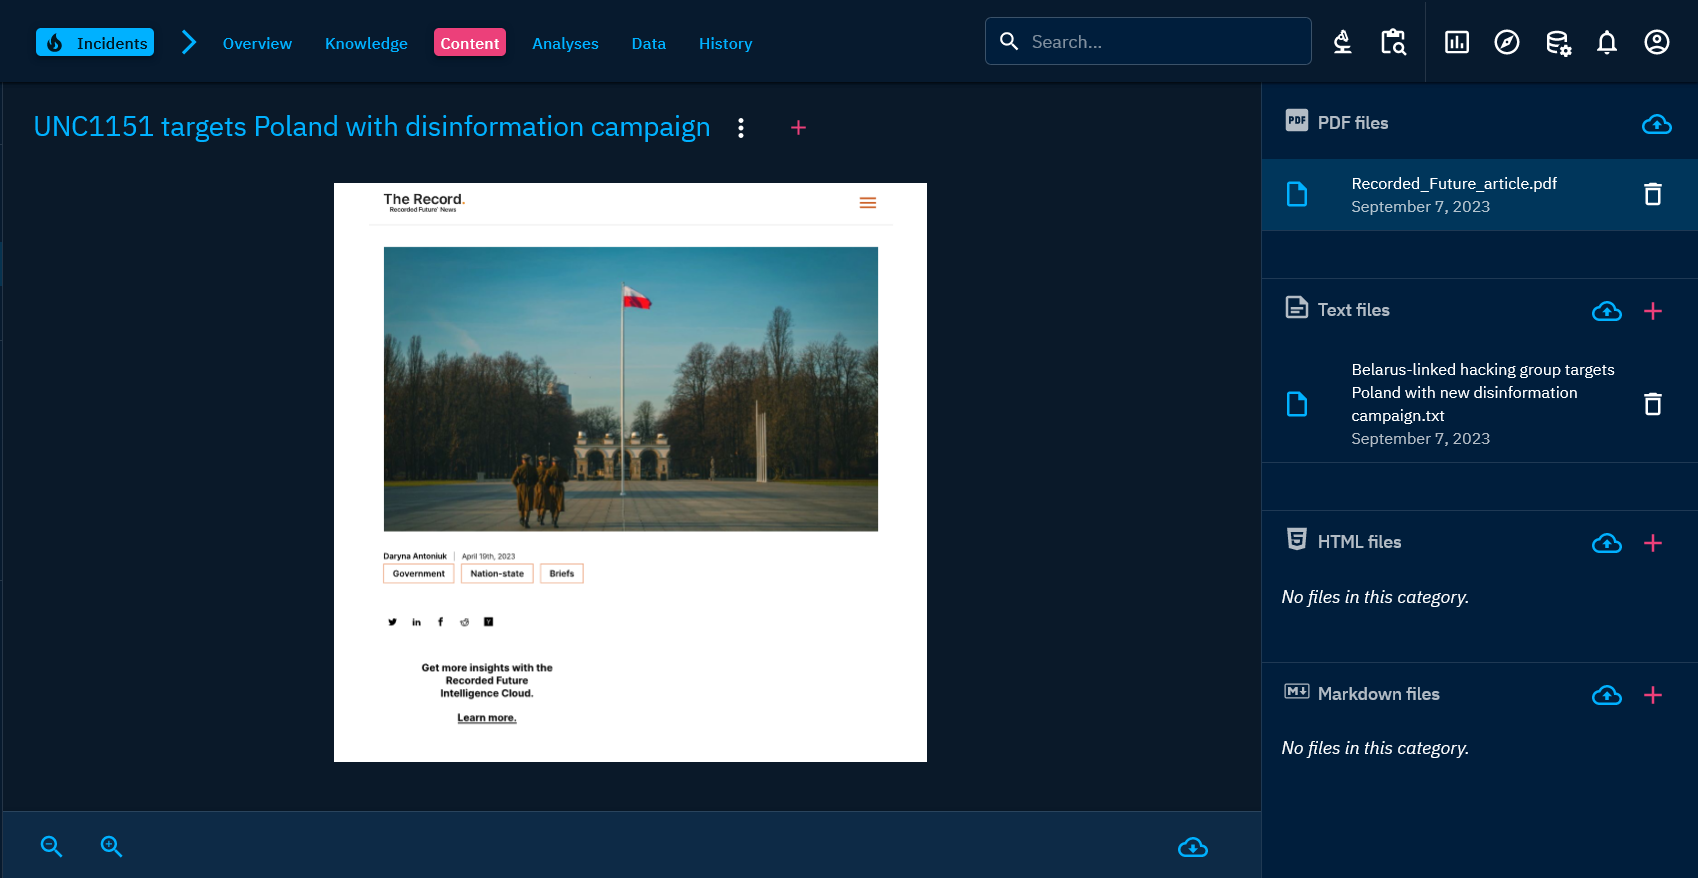 Incidents
Overview
Knowledge
Content
Analyses
Data
History
Search...
UNC1151 targets Poland with disinformation campaign
The Record.
Recorded Future® News
Daryna Antoniuk | April 19th, 2023
Government
Nation-state
Briefs
Get more insights with the
Recorded Future
Intelligence Cloud.
Learn more.
PDF
PDF files
Recorded_Future_article.pdf
September 7, 2023
Text files
Belarus-linked hacking group targets
Poland with new disinformation
campaign.txt
September 7, 2023
HTML files
No files in this category.
Markdown files
No files in this category.